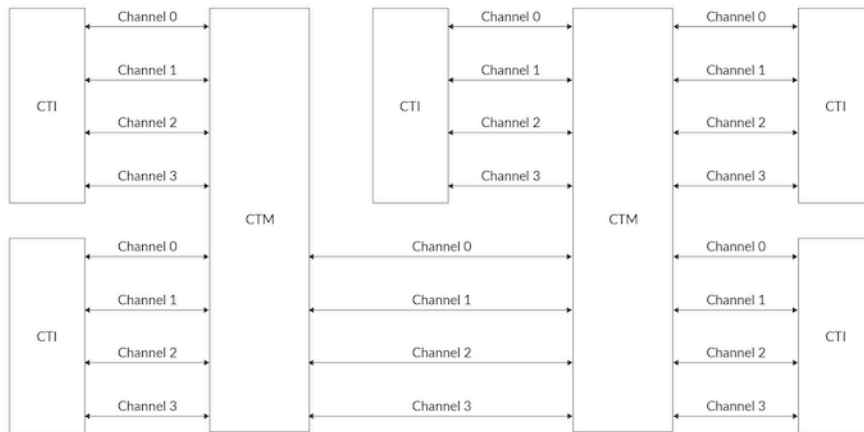 Channel 0 Channel 0 Channel 0
Channel 1 Channel 1 Channel 1
CTI CTI CTI
Channel 2 Channel 2 Channel 2
Channel 3 Channel 3 Channel 3
CTM CTM
Channel 0 Channel 0 Channel 0
Channel 1 Channel 1 Channel 1
CTI CTI
Channel 2 Channel 2 Channel 2
Channel 3 Channel 3 Channel 3